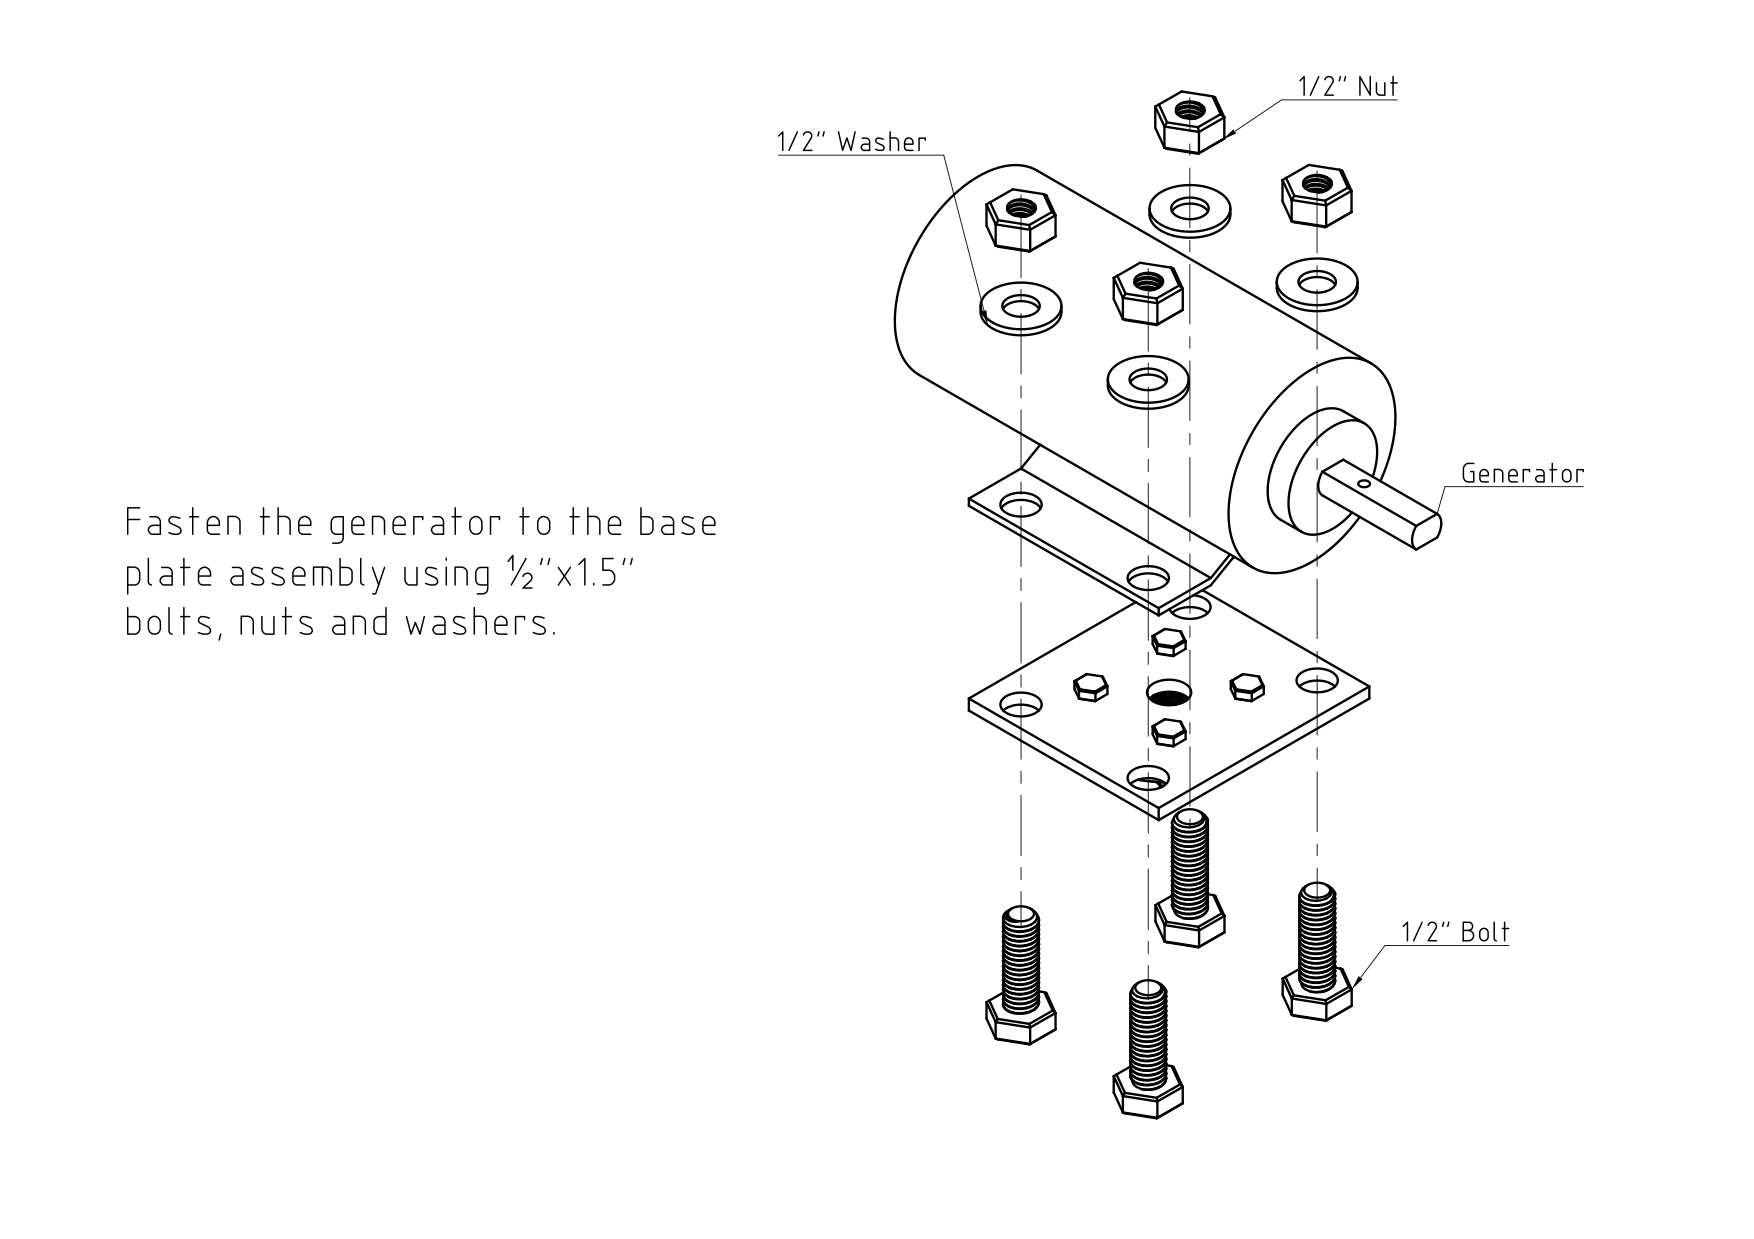 1/2" Nut
1/2" Washer
Generator
Fasten the generator to the base
plate assembly using ½"x1.5"
bolts, nuts and washers.
1/2" Bolt